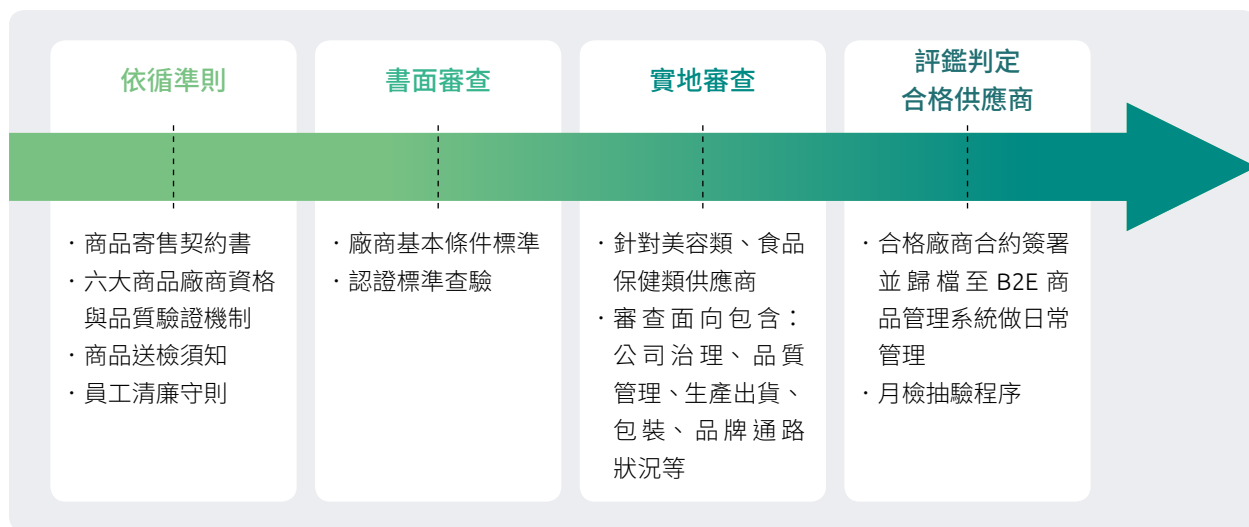 依循準則
・商品寄售契約書
・六大商品廠商資格
與品質驗證機制
・商品送檢須知
・員工清廉守則
書面審查
・廠商基本條件標準
・認證標準查驗
實地審查
・針對美容類、食品
保健類供應商
・審查面向包含：
公司治理、品質
管理、生產出貨、
包裝、品牌通路
狀況等
評鑑判定
合格供應商
・合格廠商合約簽署
並歸檔至 B2E 商
品管理系統做日常
管理
・月檢抽驗程序